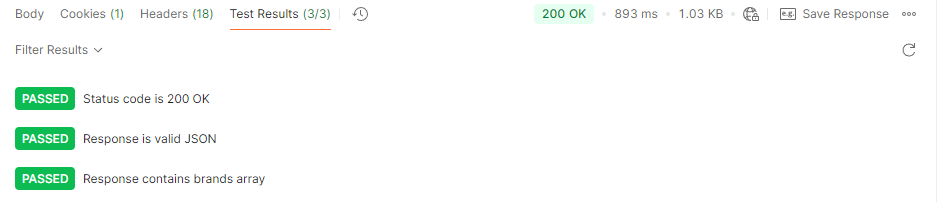 Body Cookies (1) Headers (18) Test Results (3/3) 200 OK • 893 ms • 1.03 KB • e.g. Save Response
Filter Results
PASSED Status code is 200 OK
PASSED Response is valid JSON
PASSED Response contains brands array